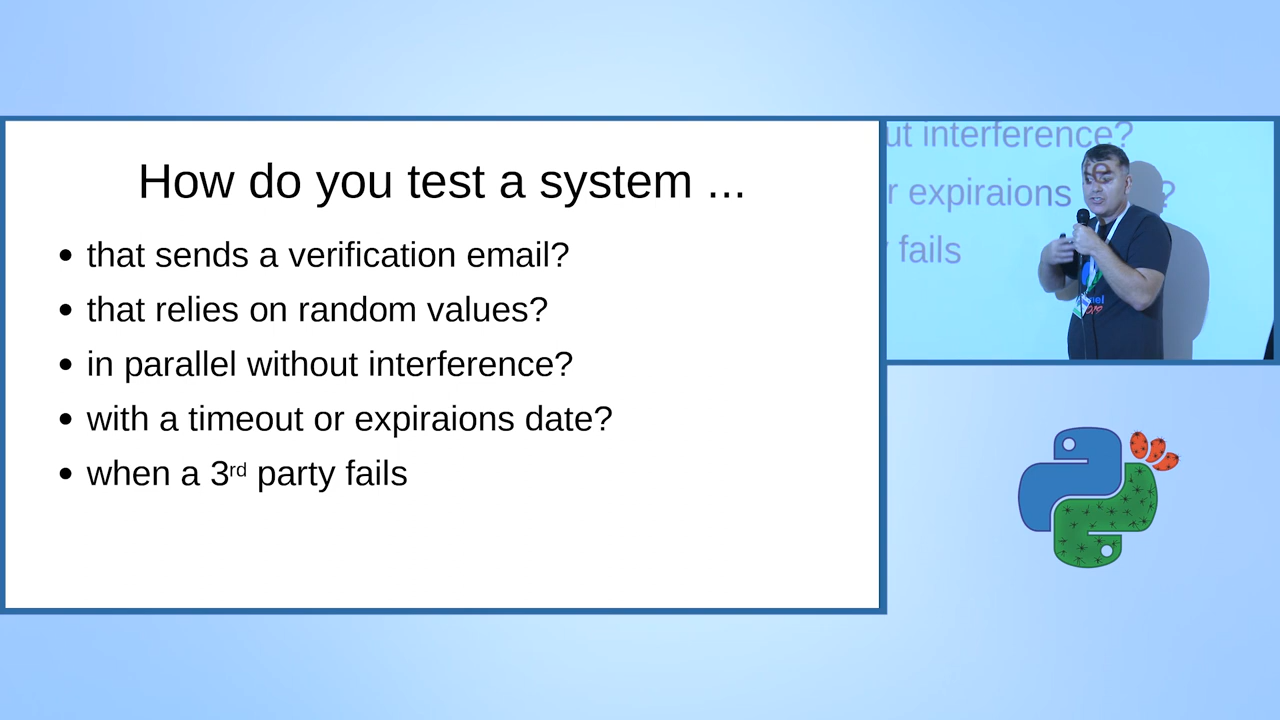 How do you test a system ...
that sends a verification email?
that relies on random values?
in parallel without interference?
with a timeout or expiraions date?
when a 3rd party fails
ut interference?
r expiraions ?
fails